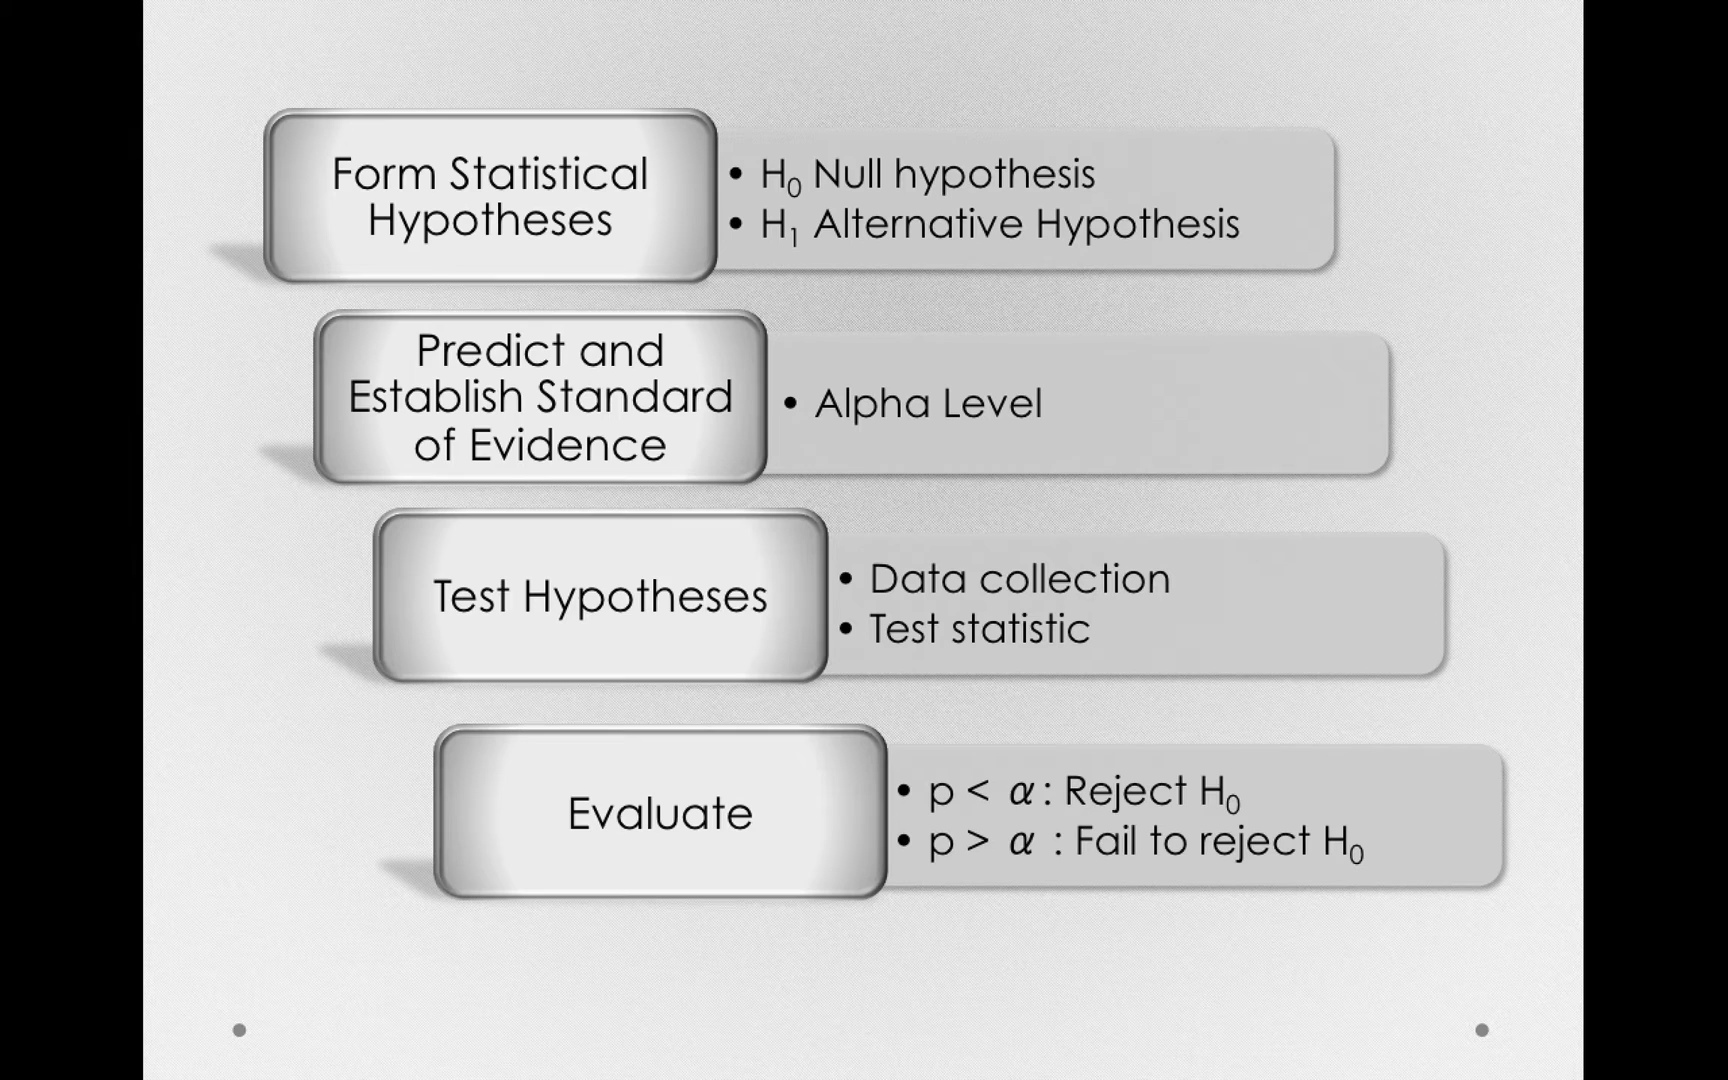 Form Statistical
Hypotheses
• H₀ Null hypothesis
• H₁ Alternative Hypothesis
Predict and
Establish Standard
of Evidence
• Alpha Level
Test Hypotheses
• Data collection
• Test statistic
Evaluate
• p < α : Reject H₀
• p > α : Fail to reject H₀